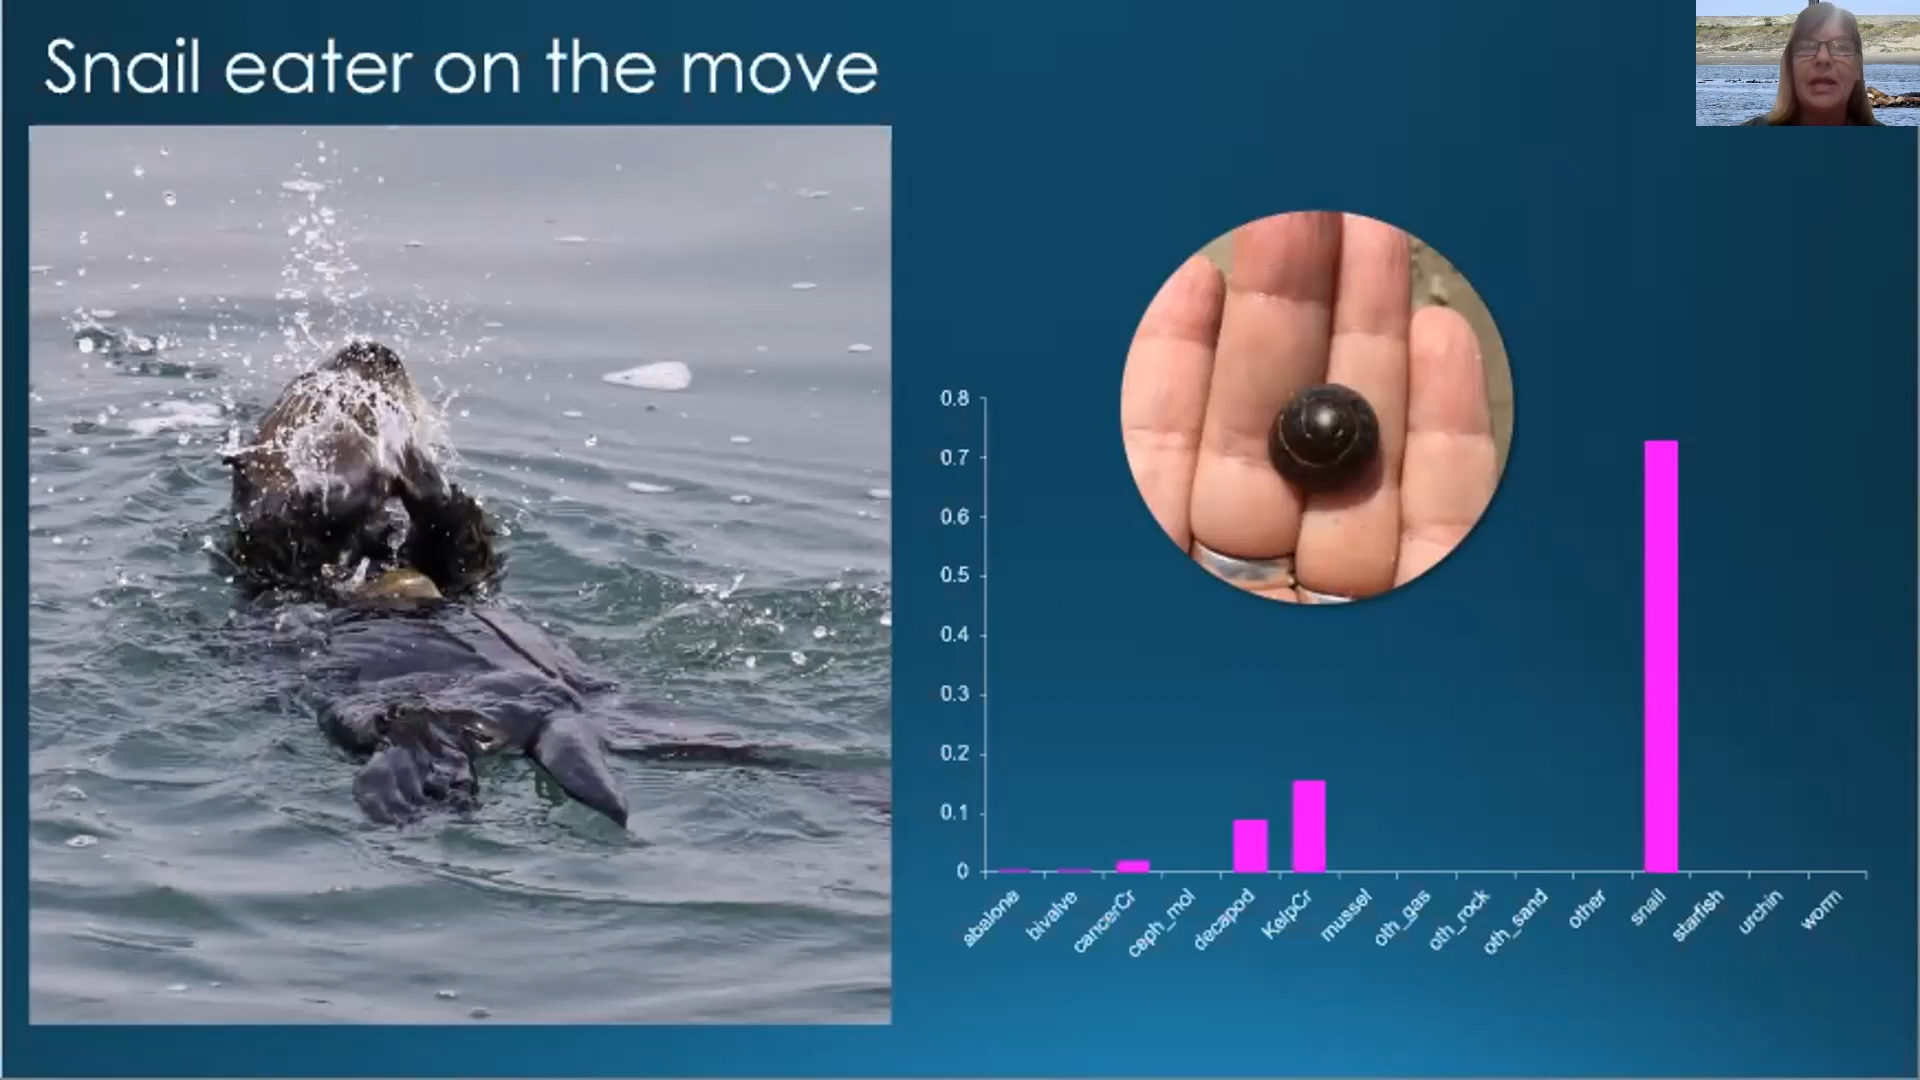 Snail eater on the move
0.8
0.7
0.6
0.5
0.4
0.3
0.2
0.1
0
abalone
bivalve
cancerCr
ceph_mol
decapod
KelpCr
mussel
oth_gas
oth_rock
oth_sand
other
snail
starfish
urchin
worm